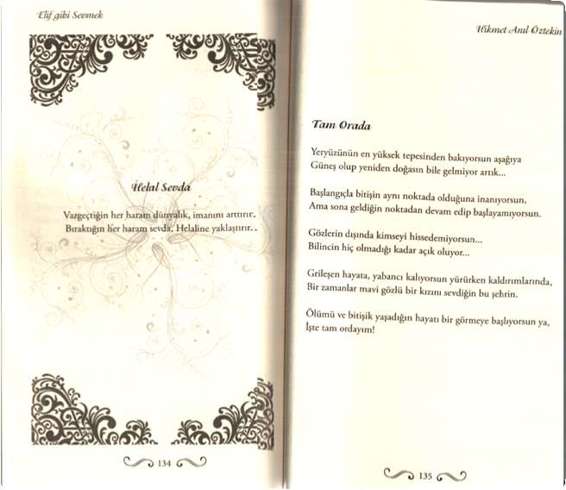 Elif gibi Sevmek
Helal Sevda
Vazgeçtiğin her haram dünyalık, imanını arttırır.
Bıraktığın her haram sevda, Helaline yaklaştırır..
134
Hikmet Anıl Öztekin
Tam Orada
Yeryüzünün en yüksek tepesinden bakıyorsun aşağıya
Güneş olup yeniden doğasın bile gelmiyor artık...
Başlangıçla bitişin aynı noktada olduğuna inanıyorsun.
Ama sona geldiğin noktadan devam edip başlayamıyorsun.
Gözlerin dışında kimseyi hissedemiyorsun...
Bilincin hiç olmadığı kadar açık oluyor...
Grileşen hayata, yabancı kalıyorsun yürürken kaldırımlarında,
Bir zamanlar mavi gözlü bir kızını sevdiğin bu şehrin.
Ölümü ve bitişik yaşadığın hayatı bir görmeye başlıyorsun ya,
İşte tam ordayım!
135